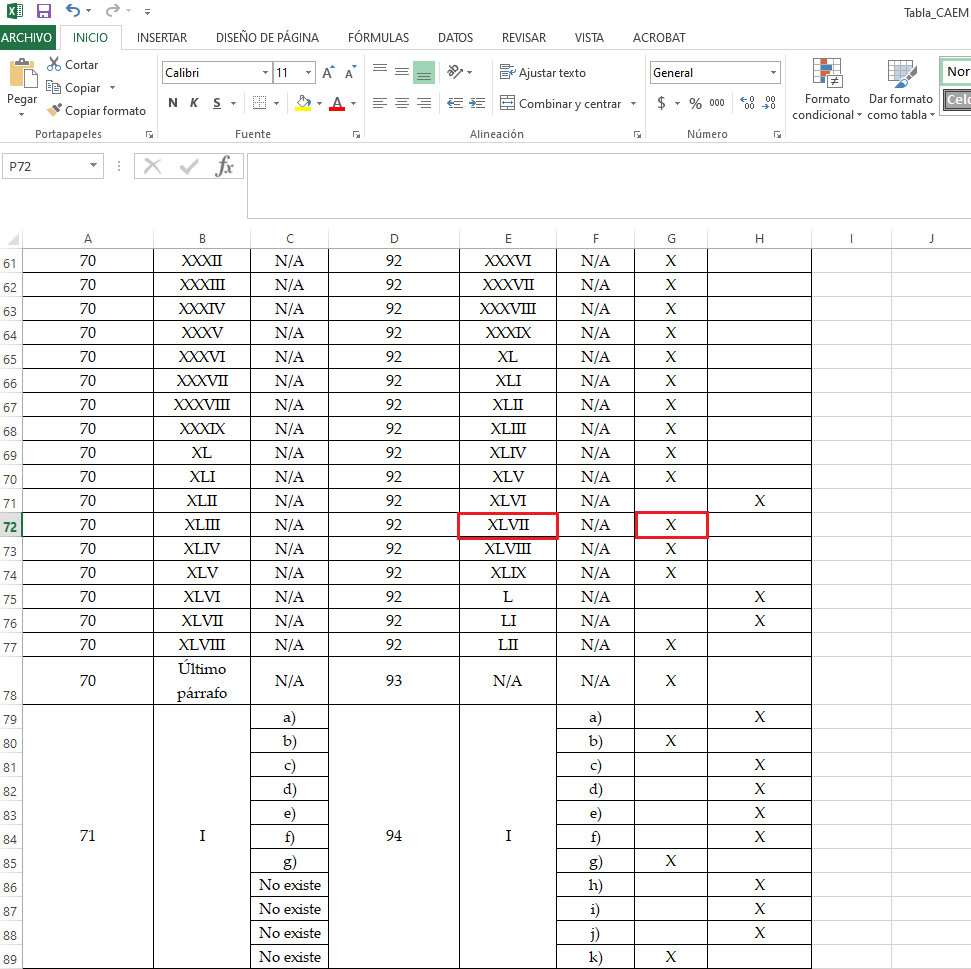 Tabla_CAEM
ARCHIVO INICIO INSERTAR DISEÑO DE PÁGINA FÓRMULAS DATOS REVISAR VISTA ACROBAT
Pegar
Cortar
Copiar
Copiar formato
Portapapeles
Calibri 11 A A
N K S A
Fuente
Ajustar texto
Combinar y centrar
Alineación
General
$ % 000
Número
Formato condicional
Dar formato como tabla
Nor
Celd
P72 fx
A B C D E F G H I J
61 70 XXXII N/A 92 XXXVI N/A X
62 70 XXXIII N/A 92 XXXVII N/A X
63 70 XXXIV N/A 92 XXXVIII N/A X
64 70 XXXV N/A 92 XXXIX N/A X
65 70 XXXVI N/A 92 XL N/A X
66 70 XXXVII N/A 92 XLI N/A X
67 70 XXXVIII N/A 92 XLII N/A X
68 70 XXXIX N/A 92 XLIII N/A X
69 70 XL N/A 92 XLIV N/A X
70 70 XLI N/A 92 XLV N/A X
71 70 XLII N/A 92 XLVI N/A X
72 70 XLIII N/A 92 XLVII N/A X
73 70 XLIV N/A 92 XLVIII N/A X
74 70 XLV N/A 92 XLIX N/A X
75 70 XLVI N/A 92 L N/A X
76 70 XLVII N/A 92 LI N/A X
77 70 XLVIII N/A 92 LII N/A X
78 70 Último párrafo N/A 93 N/A N/A X
79 a) a) X
80 b) b) X
81 c) c) X
82 d) d) X
83 e) e) X
84 71 I f) 94 I f) X
85 g) g) X
86 No existe h) X
87 No existe i) X
88 No existe j) X
89 No existe k) X